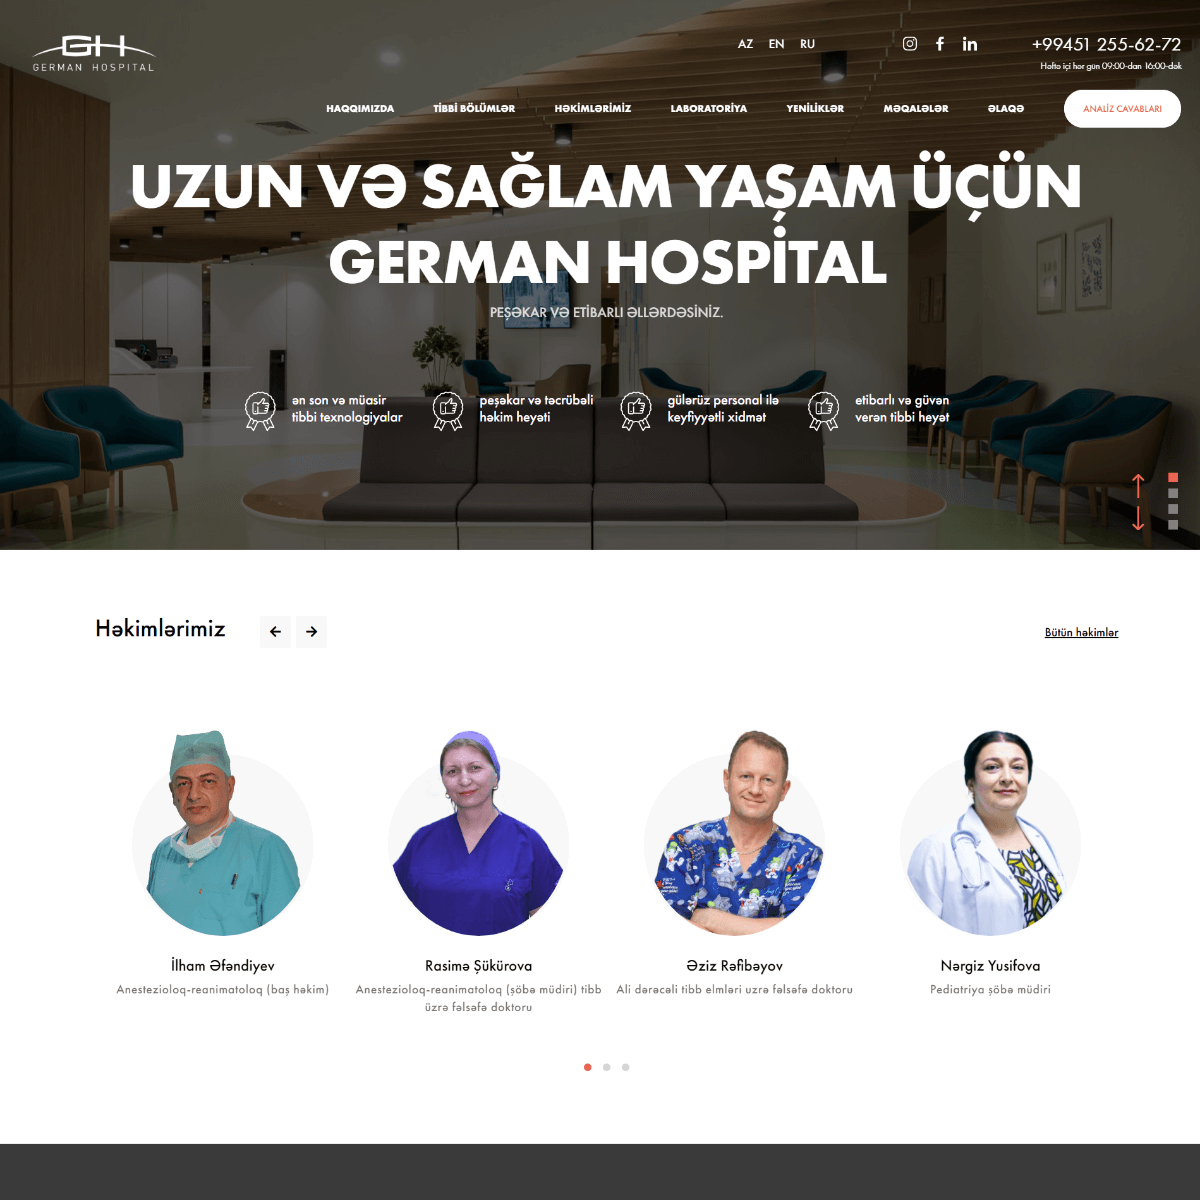 GH
GERMAN HOSPITAL
AZ EN RU
+99451 255-62-72
Həftə içi hər gün 09:00-dan 16:00-dək
HAQQIMIZDA TİBBİ BÖLÜMLƏR HƏKİMLƏRİMİZ LABORATORİYA YENİLİKLƏR MƏQALƏLƏR ƏLAQƏ ANALİZ CAVABLARI
UZUN VƏ SAĞLAM YAŞAM ÜÇÜN
GERMAN HOSPİTAL
PEŞƏKAR VƏ ETİBARLI ƏLLƏRDƏSİNİZ.
ən son və müasir
tibbi texnologiyalar
peşəkar və təcrübəli
həkim heyəti
gülərüz personal ilə
keyfiyyətli xidmət
etibarlı və güvən
verən tibbi heyət
Həkimlərimiz
Bütün həkimlər
İlham Əfəndiyev
Anestezioloq-reanimatoloq (baş həkim)
Rasimə Şükürova
Anestezioloq-reanimatoloq (şöbə müdiri) tibb
üzrə fəlsəfə doktoru
Əziz Rəfibəyov
Ali dərəcəli tibb elmləri uzrə fəlsəfə doktoru
Nərgiz Yusifova
Pediatriya şöbə müdiri